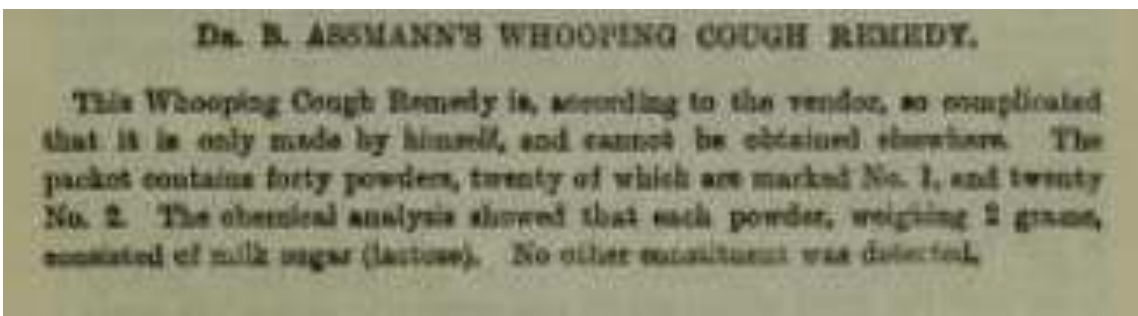 DR. B. ASSMANN'S WHOOPING COUGH REMEDY.
This Whooping Cough Remedy is, according to the vendor, so complicated
that it is only made by himself, and cannot be obtained elsewhere. The
packet contains forty powders, twenty of which are marked No. 1, and twenty
No. 2. The chemical analysis showed that each powder, weighing 2 grams,
consisted of milk sugar (lactose). No other constituent was detected.